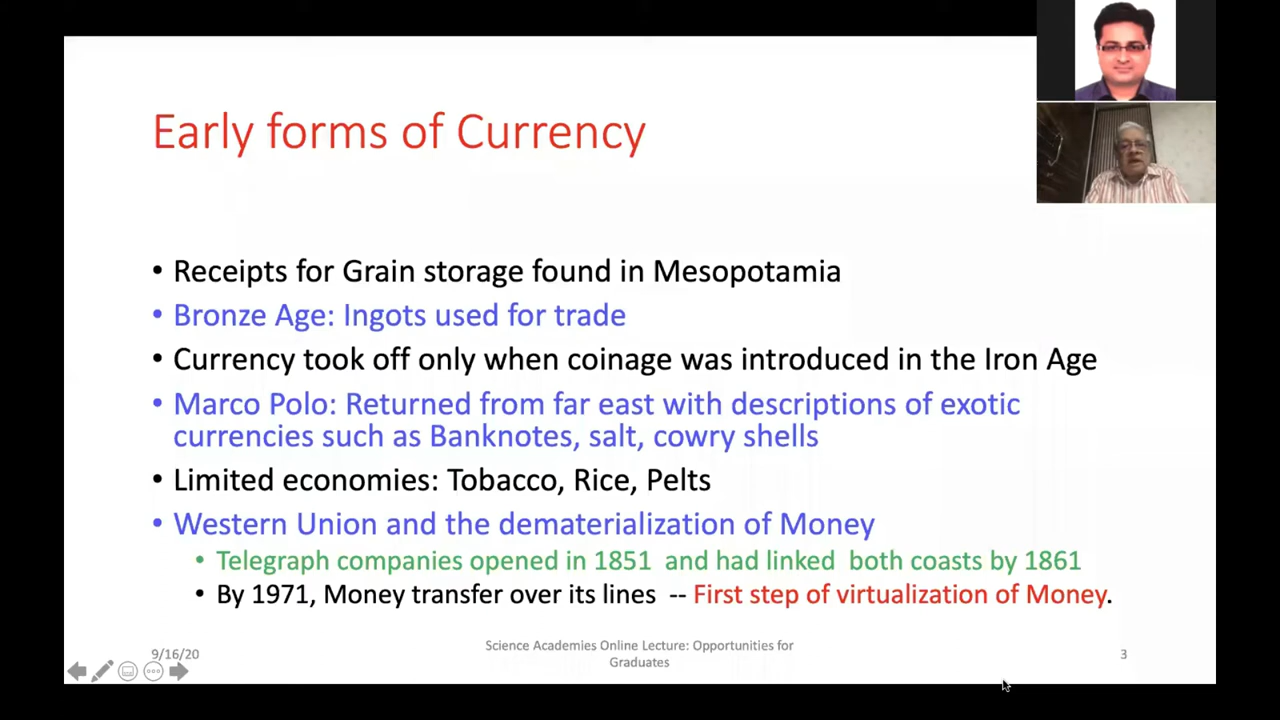 Early forms of Currency
• Receipts for Grain storage found in Mesopotamia
• Bronze Age: Ingots used for trade
• Currency took off only when coinage was introduced in the Iron Age
• Marco Polo: Returned from far east with descriptions of exotic
currencies such as Banknotes, salt, cowry shells
• Limited economies: Tobacco, Rice, Pelts
• Western Union and the dematerialization of Money
• Telegraph companies opened in 1851 and had linked both coasts by 1861
• By 1971, Money transfer over its lines -- First step of virtualization of Money.
9/16/20
Science Academies Online Lecture: Opportunities for
Graduates
3